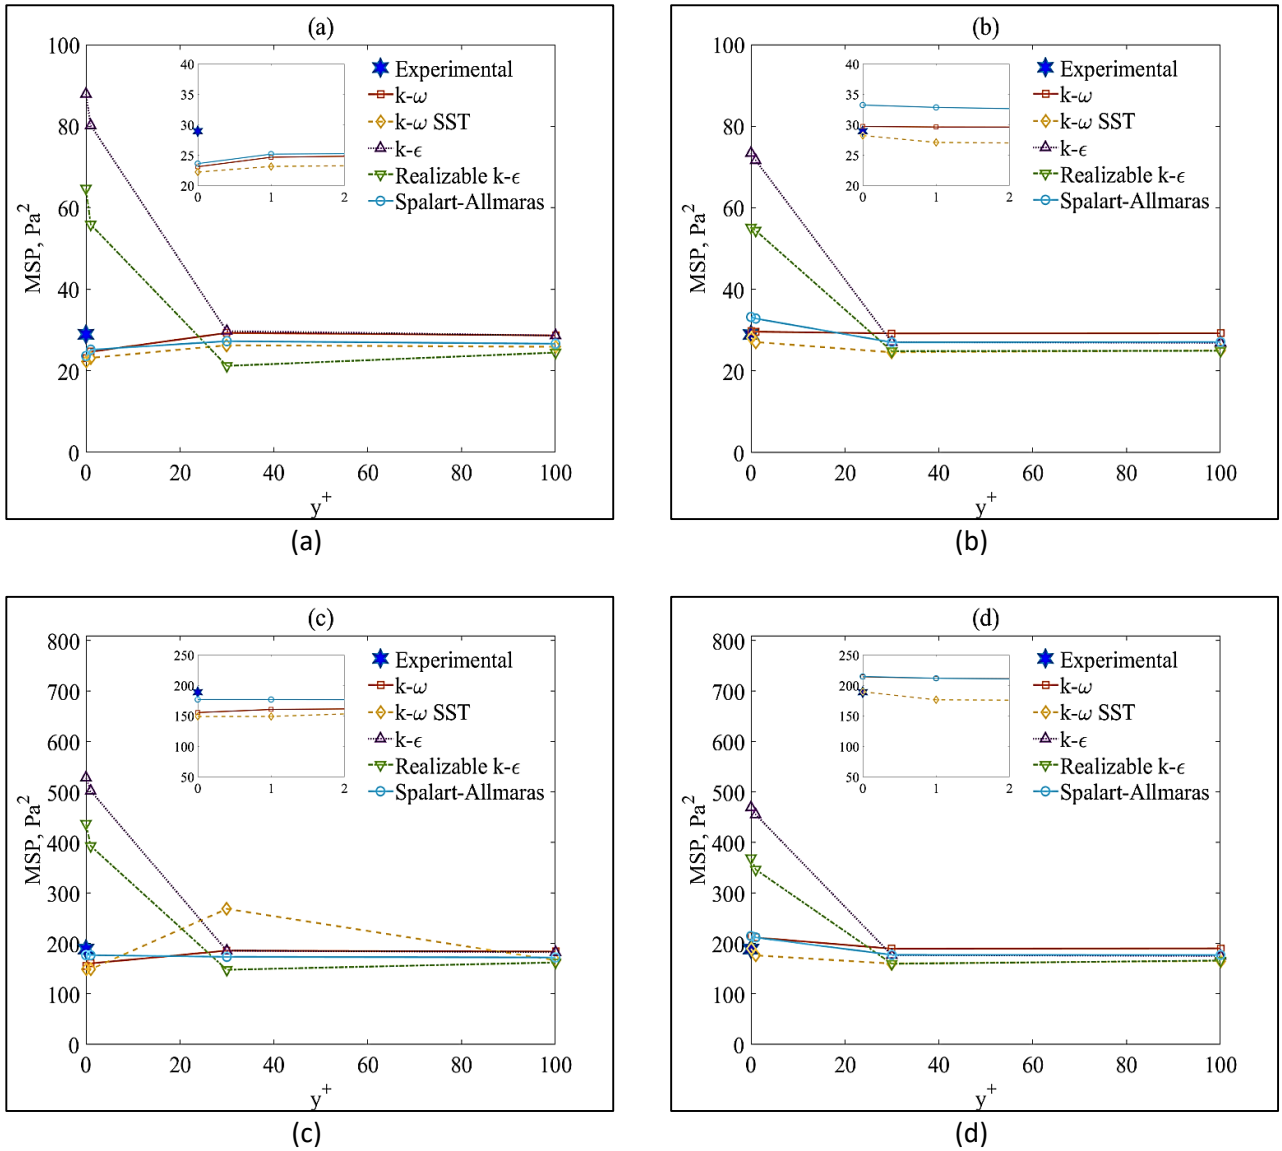 (a)
100
80
60
40
20
0
MSP, Pa²
0 20 40 60 80 100
y⁺
40
35
30
25
20
0 1 2
Experimental
k-ω
k-ω SST
k-ϵ
Realizable k-ϵ
Spalart-Allmaras
(a)
(b)
100
80
60
40
20
0
MSP, Pa²
0 20 40 60 80 100
y⁺
40
35
30
25
20
0 1 2
Experimental
k-ω
k-ω SST
k-ϵ
Realizable k-ϵ
Spalart-Allmaras
(b)
(c)
800
700
600
500
400
300
200
100
0
MSP, Pa²
0 20 40 60 80 100
y⁺
250
200
150
100
50
0 1 2
Experimental
k-ω
k-ω SST
k-ϵ
Realizable k-ϵ
Spalart-Allmaras
(c)
(d)
800
700
600
500
400
300
200
100
0
MSP, Pa²
0 20 40 60 80 100
y⁺
250
200
150
100
50
0 1 2
Experimental
k-ω
k-ω SST
k-ϵ
Realizable k-ϵ
Spalart-Allmaras
(d)